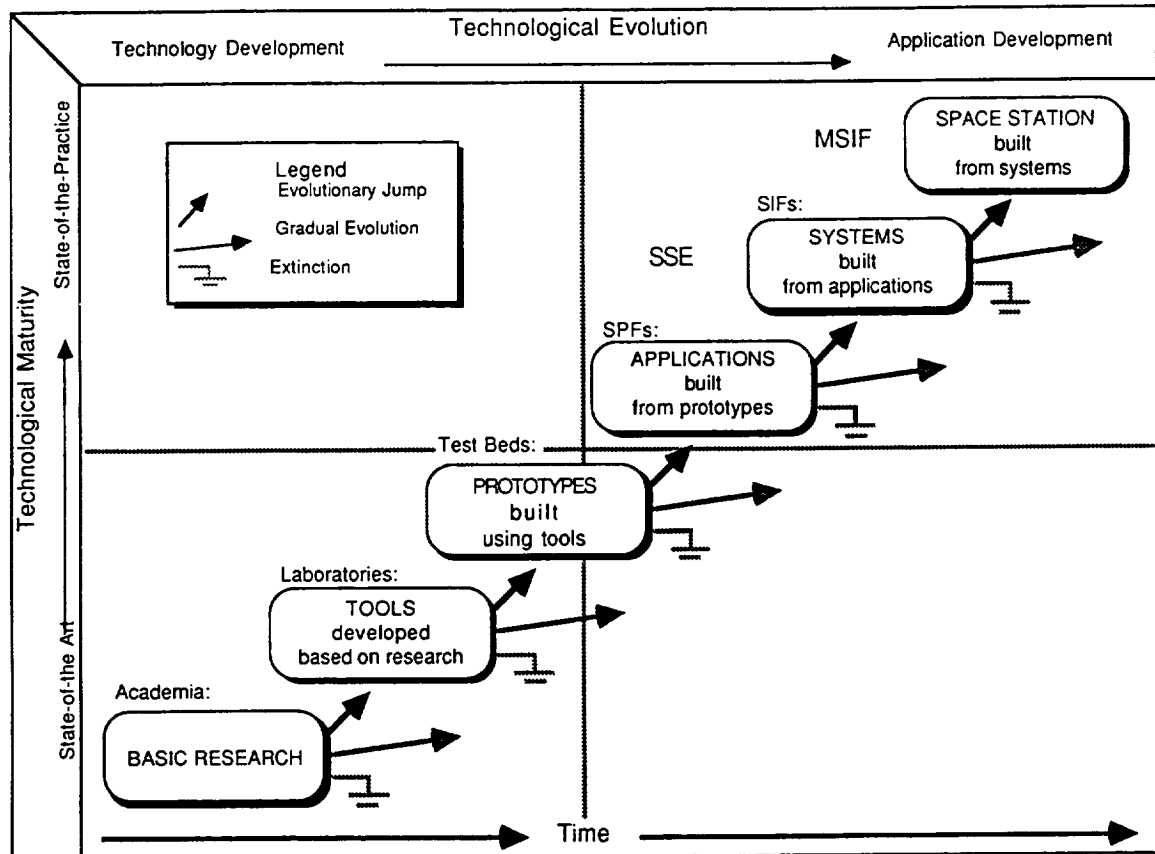 Technological Evolution
Technology Development
Application Development
State-of-the-Practice
Technological Maturity
State-of-the Art
Legend
Evolutionary Jump
Gradual Evolution
Extinction
MSIF
SPACE STATION
built
from systems
SIFs:
SSE
SYSTEMS
built
from applications
SPFs:
APPLICATIONS
built
from prototypes
Test Beds:
PROTOTYPES
built
using tools
Laboratories:
TOOLS
developed
based on research
Academia:
BASIC RESEARCH
Time